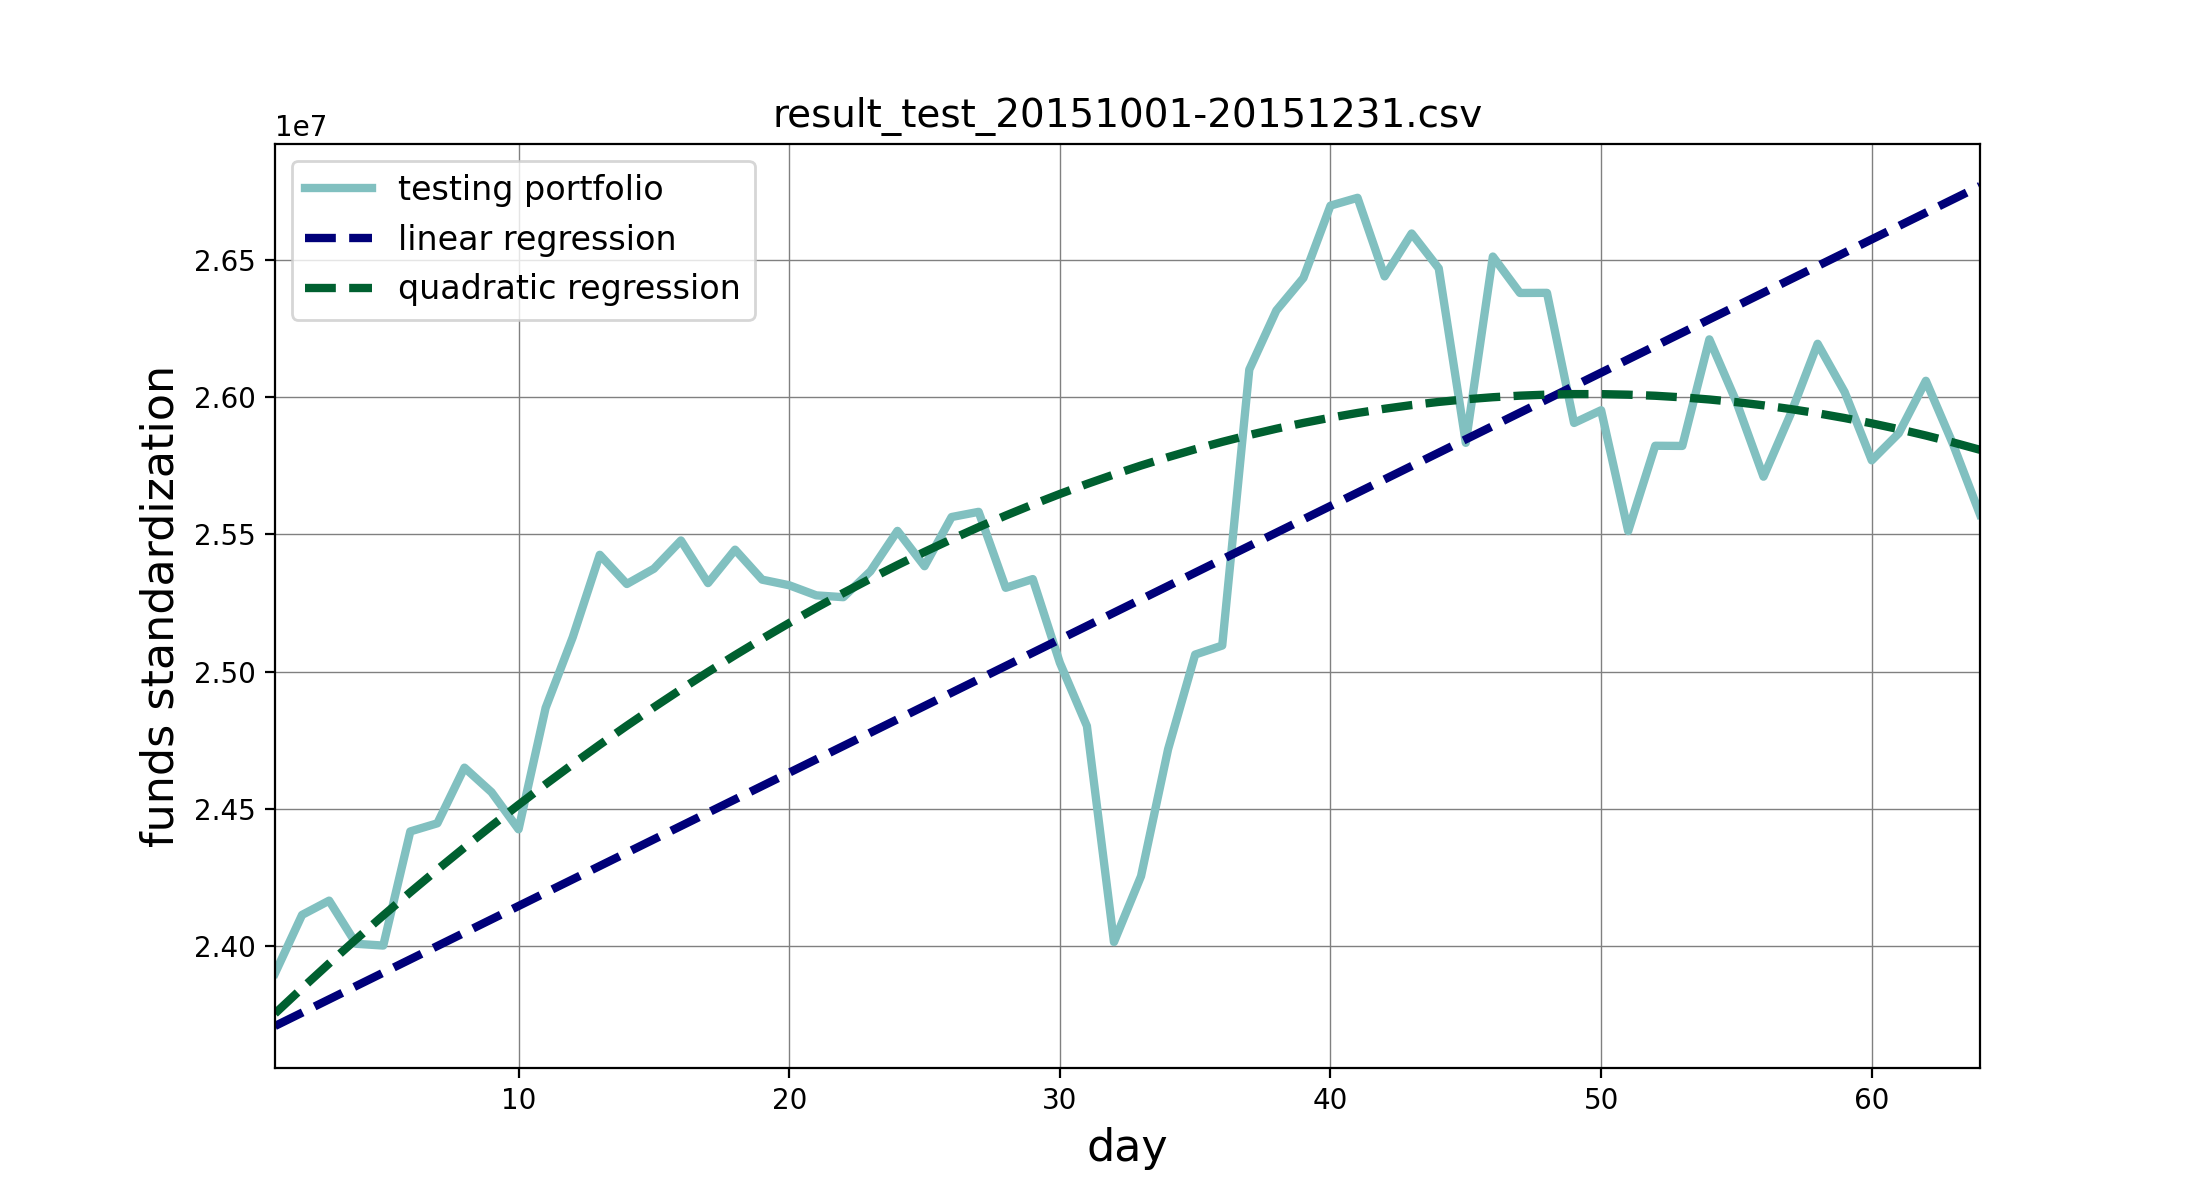 result_test_20151001-20151231.csv
1e7
testing portfolio
linear regression
quadratic regression
funds standardization
2.65
2.60
2.55
2.50
2.45
2.40
10 20 30 40 50 60
day